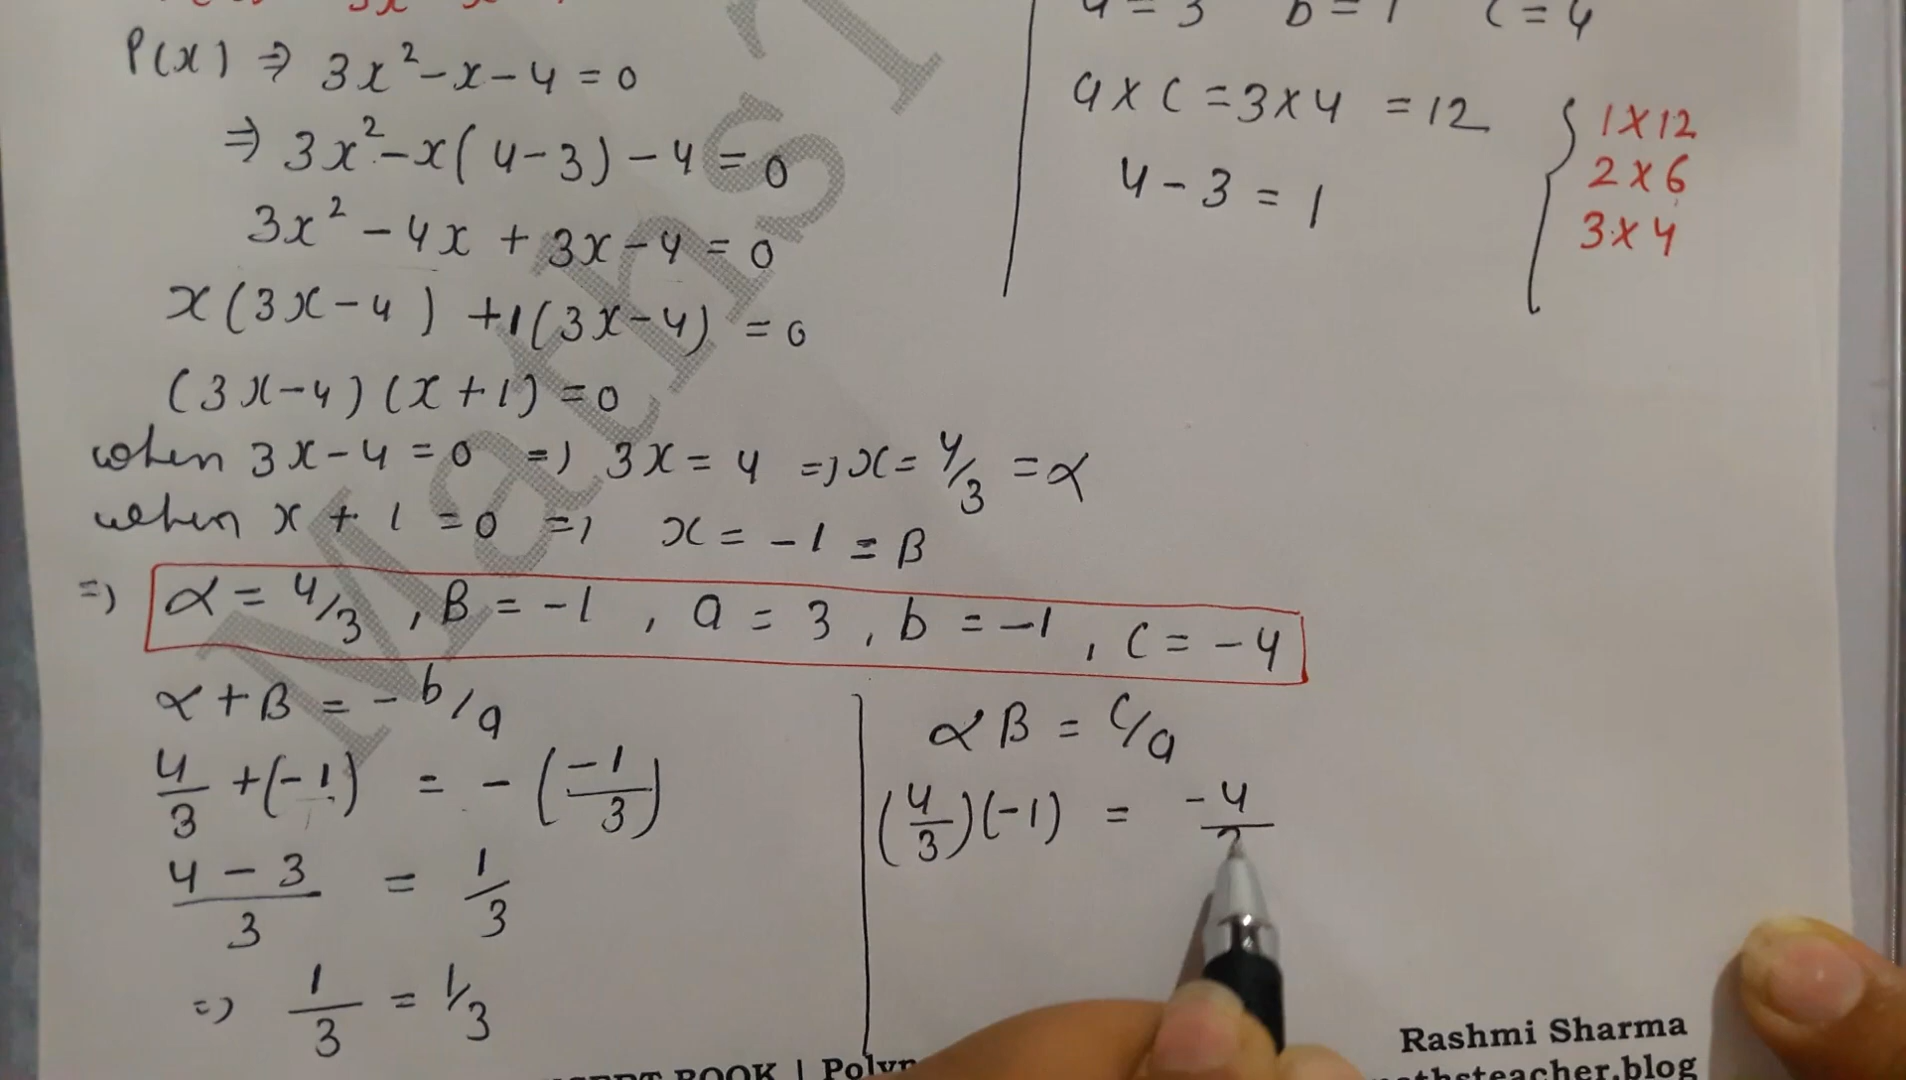 P(x) ⇒ 3x² - x - 4 = 0
⇒ 3x² - x(4 - 3) - 4 = 0
3x² - 4x + 3x - 4 = 0
x(3x - 4) + 1(3x - 4) = 0
(3x - 4)(x + 1) = 0
when 3x - 4 = 0 ⇒ 3x = 4 ⇒ x = 4/3 = α
when x + 1 = 0 ⇒ x = -1 = β
⇒ α = 4/3, β = -1, a = 3, b = -1, c = -4
α + β = -b/a
4/3 + (-1) = -(-1/3)
(4 - 3)/3 = 1/3
⇒ 1/3 = 1/3
a = 3 b = 1 c = 4
a × c = 3 × 4 = 12
4 - 3 = 1
1 × 12
2 × 6
3 × 4
αβ = c/a
(4/3)(-1) = -4/
Maths
BOOK |
Rashmi Sharma